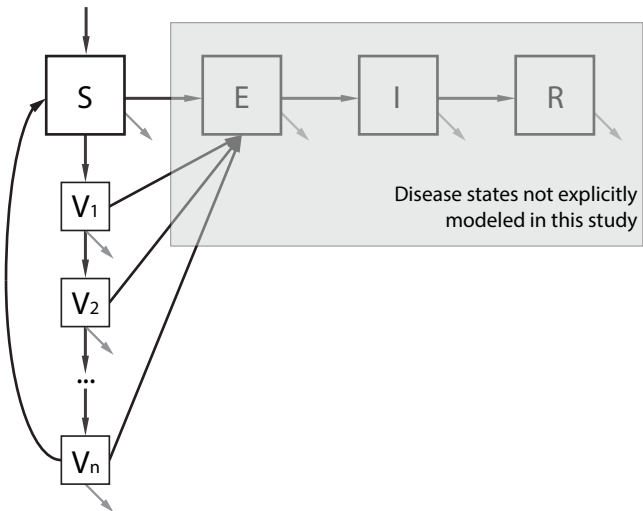 S
E
I
R
V1
Disease states not explicitly
modeled in this study
V2
...
Vn